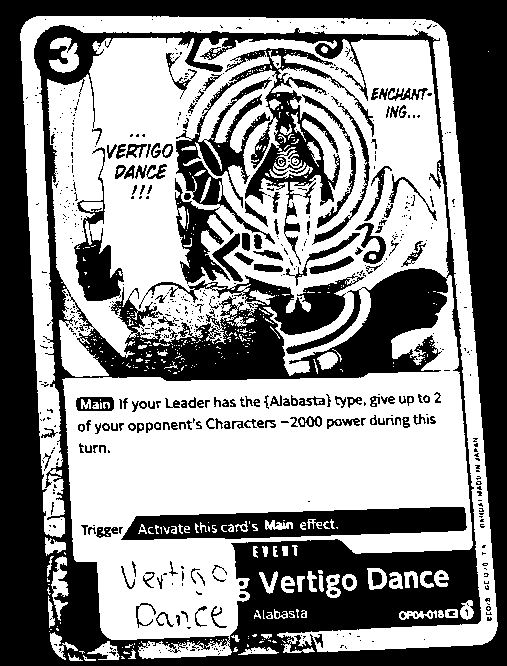 3
ENCHANT-
ING...
...
VERTIGO
DANCE
!!!
Main If your Leader has the {Alabasta} type, give up to 2
of your opponent's Characters −2000 power during this
turn.
Trigger Activate this card's Main effect.
EVENT
g Vertigo Dance
Vertigo
Dance
Alabasta
OP04-018 C 1
BANDAI MADE IN JAPAN